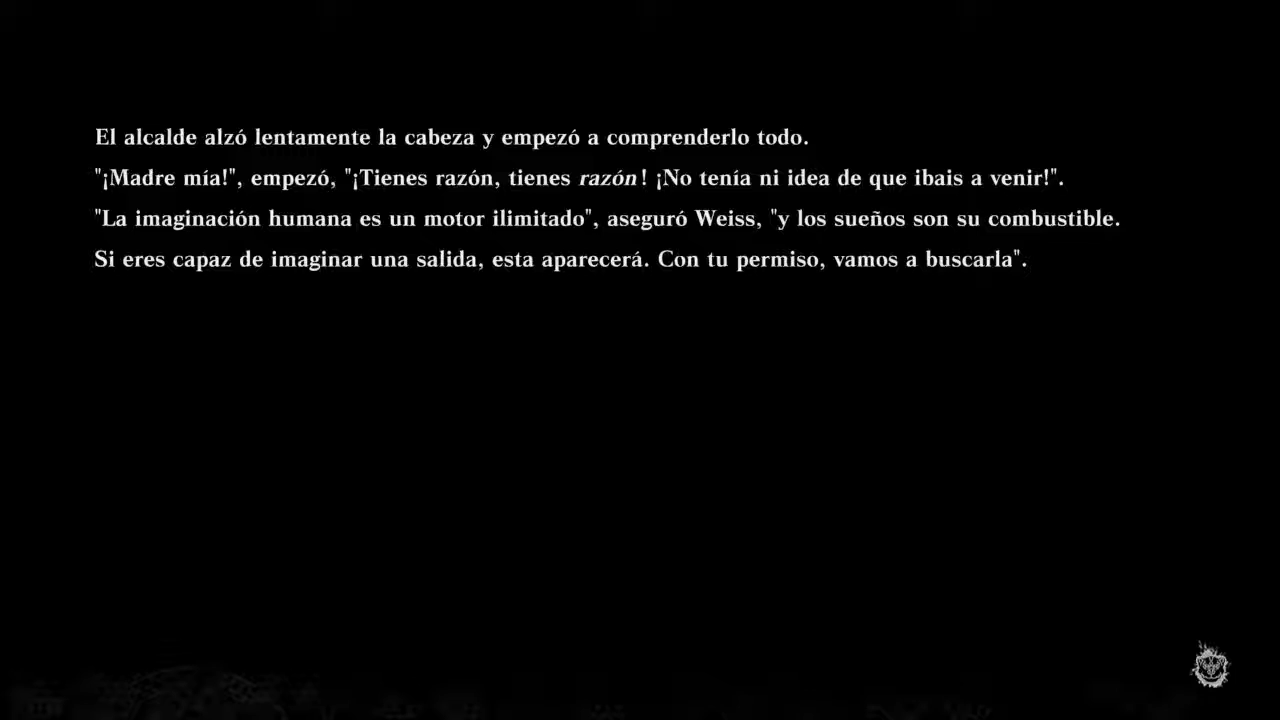 El alcalde alzó lentamente la cabeza y empezó a comprenderlo todo.
"¡Madre mía!", empezó, "¡Tienes razón, tienes razón! ¡No tenía ni idea de que ibais a venir!".
"La imaginación humana es un motor ilimitado", aseguró Weiss, "y los sueños son su combustible.
Si eres capaz de imaginar una salida, esta aparecerá. Con tu permiso, vamos a buscarla".